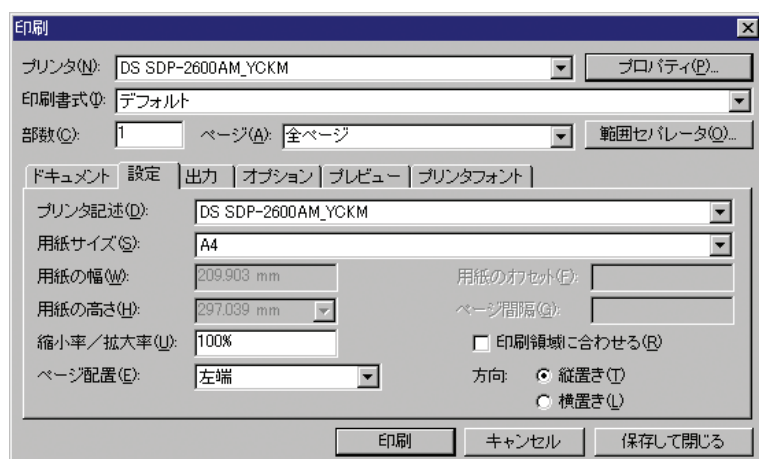 印刷
プリンタ(N): DS SDP-2600AM_YCKM プロパティ(P)...
印刷書式(I): デフォルト
部数(C): 1 ページ(A): 全ページ 範囲セパレータ(O)...
ドキュメント 設定 出力 オプション プレビュー プリンタフォント
プリンタ記述(D): DS SDP-2600AM_YCKM
用紙サイズ(S): A4
用紙の幅(W): 209.903 mm 用紙のオフセット(F):
用紙の高さ(H): 297.039 mm ページ間隔(G):
縮小率／拡大率(U): 100% 印刷領域に合わせる(R)
ページ配置(E): 左端 方向: 縦置き(T)
横置き(L)
印刷 キャンセル 保存して閉じる